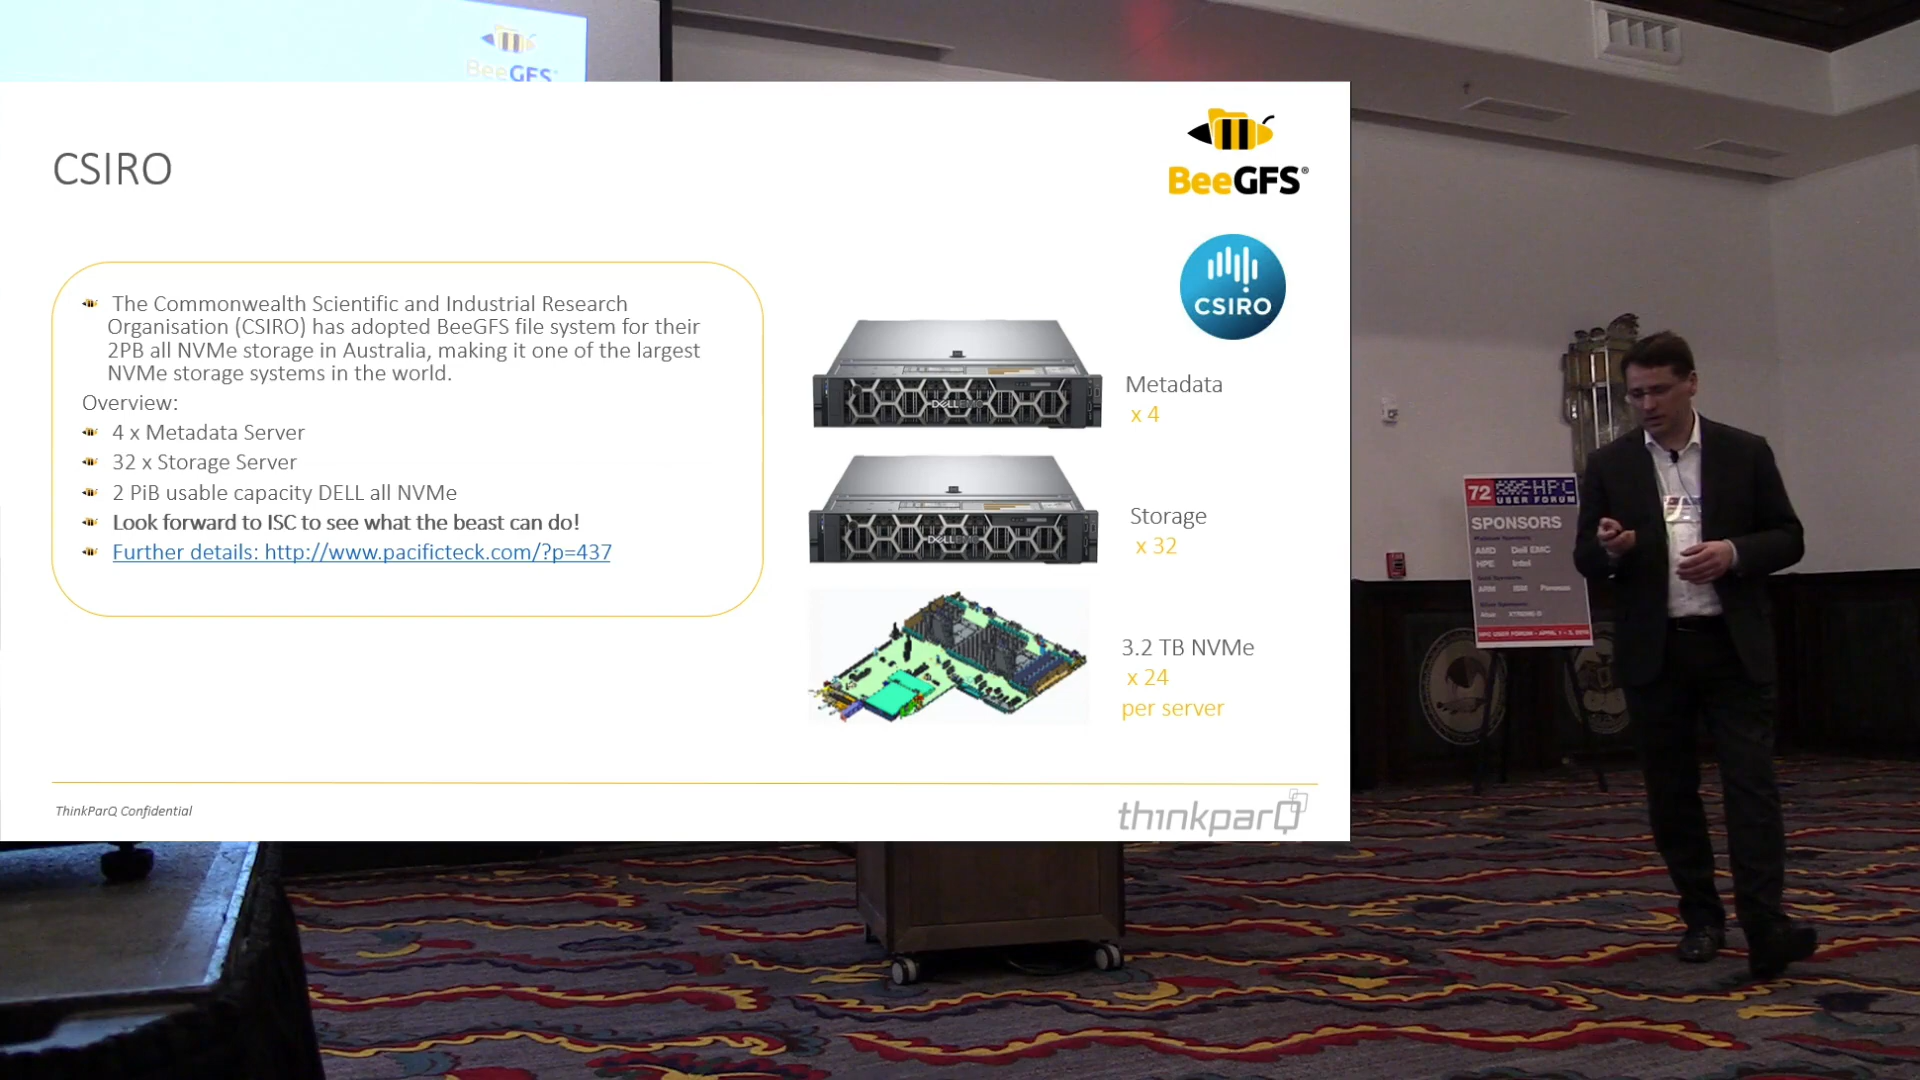 BeeGFS
BeeGFS®
CSIRO
CSIRO
The Commonwealth Scientific and Industrial Research
Organisation (CSIRO) has adopted BeeGFS file system for their
2PB all NVMe storage in Australia, making it one of the largest
NVMe storage systems in the world.
Overview:
4 x Metadata Server
32 x Storage Server
2 PiB usable capacity DELL all NVMe
Look forward to ISC to see what the beast can do!
Further details: http://www.pacificteck.com/?p=437
DELLEMC
Metadata
x 4
DELLEMC
Storage
x 32
3.2 TB NVMe
x 24
per server
ThinkParQ Confidential
thinkparQ
72 HPC
USER FORUM
SPONSORS
AMD Dell EMC
HPE Intel
ARM IBM Panasas